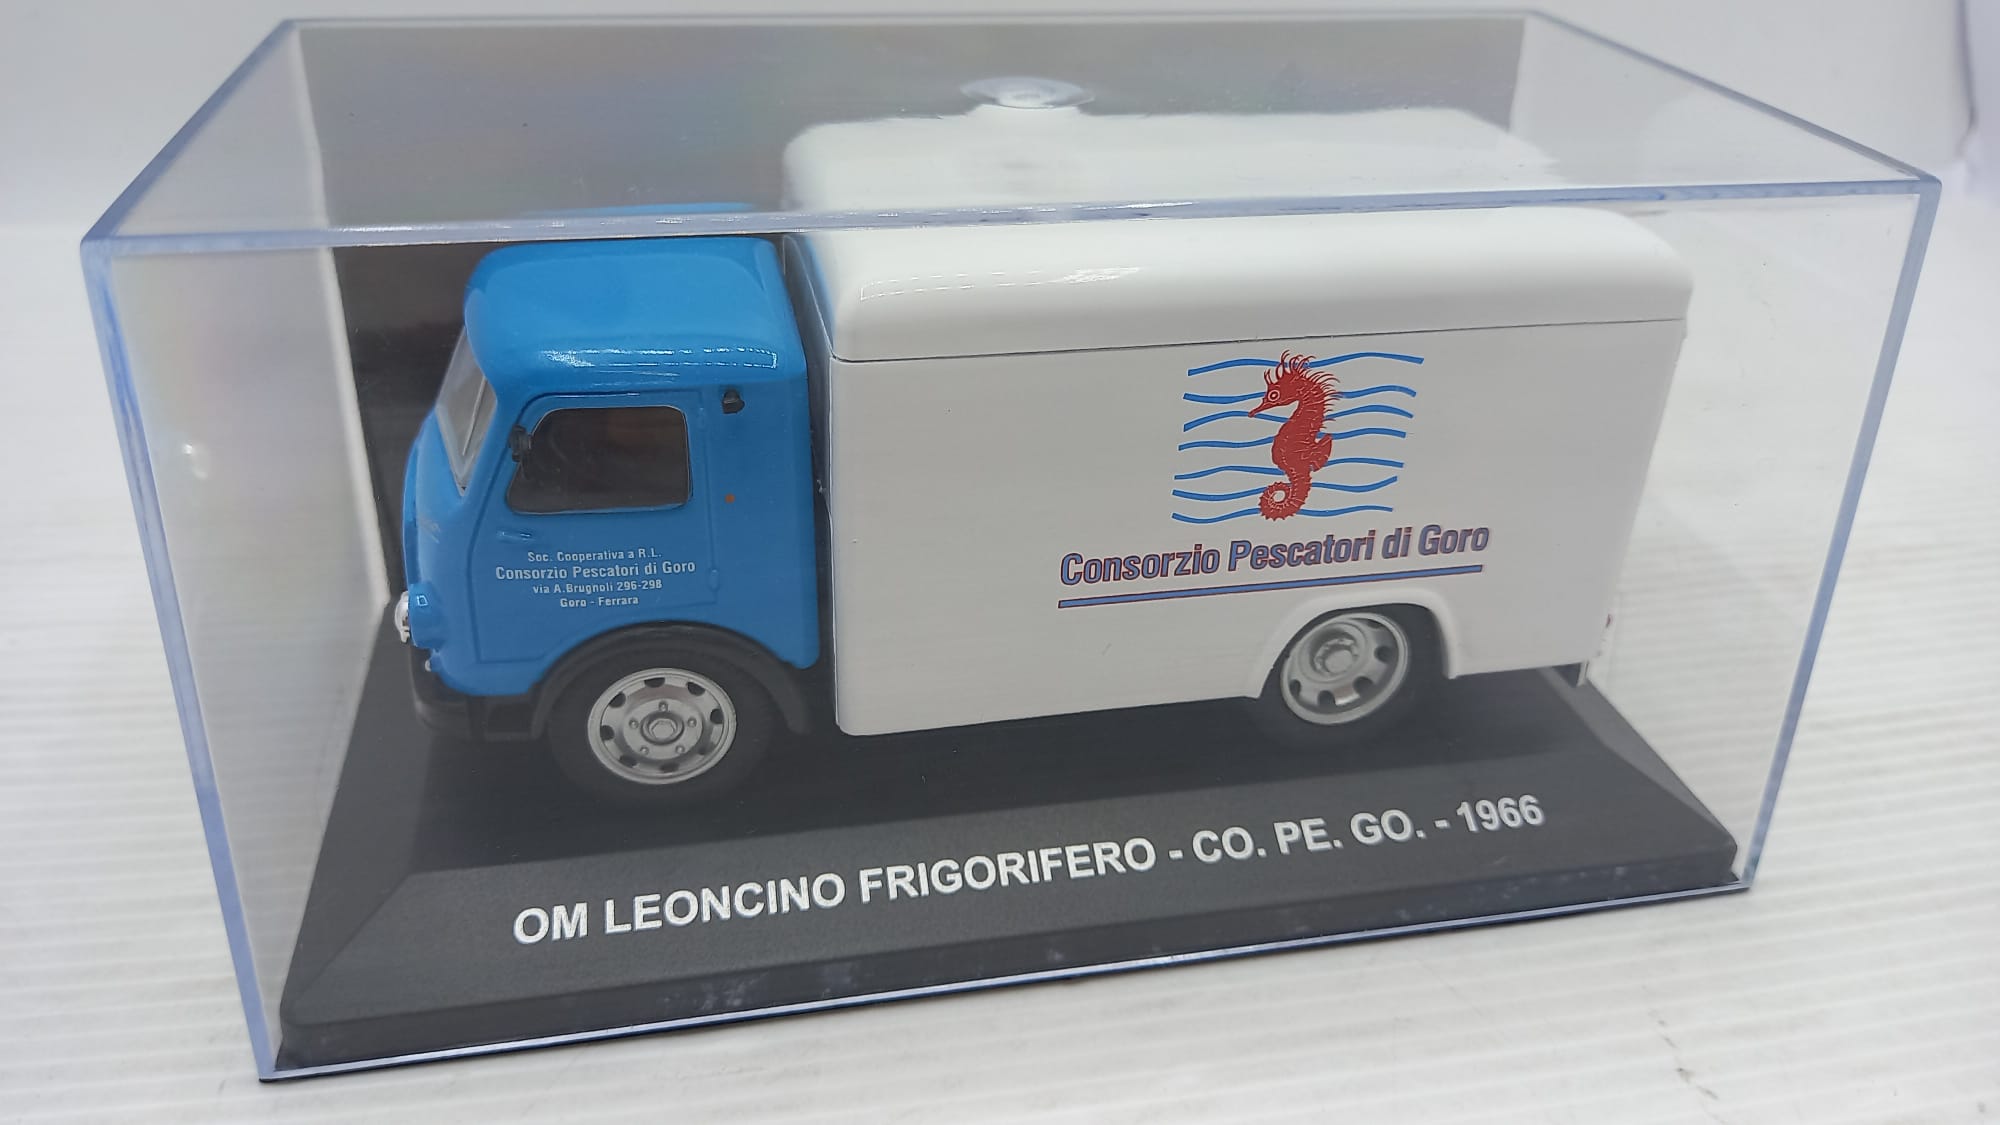 Soc. Cooperativa a R.L.
Consorzio Pescatori di Goro
via A.Brugnoli 296-298
Goro - Ferrara
Consorzio Pescatori di Goro
OM LEONCINO FRIGORIFERO - CO. PE. GO. - 1966